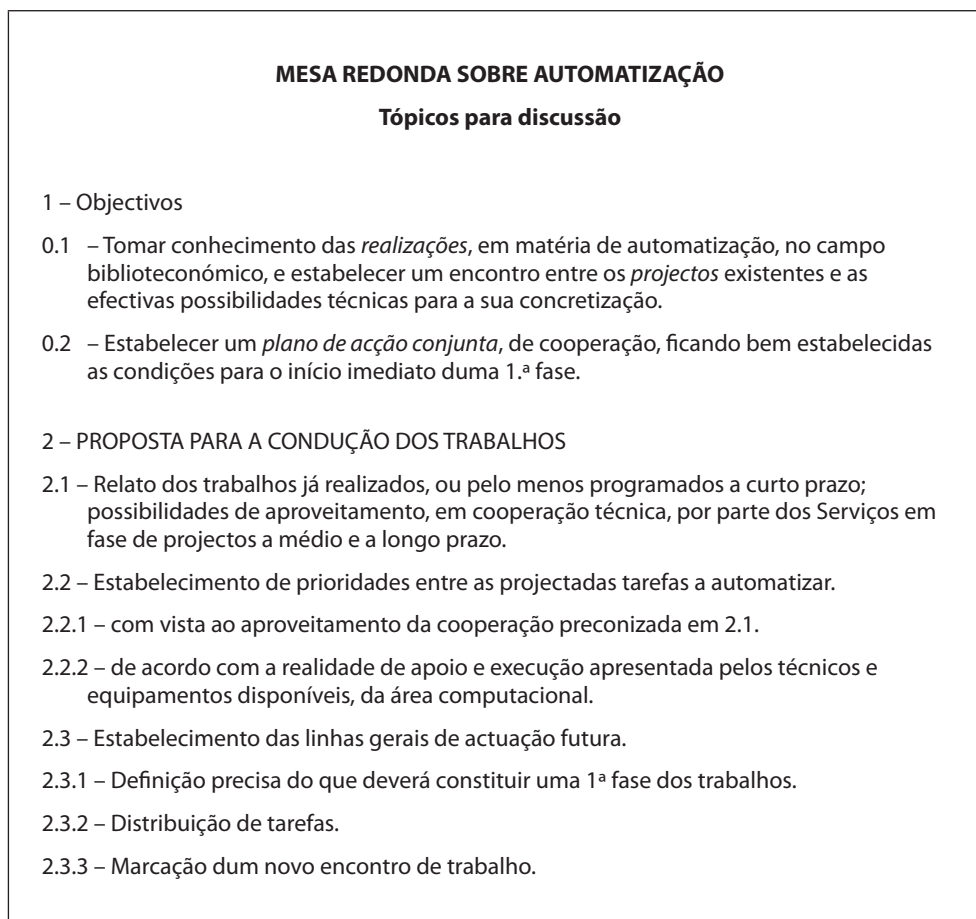 MESA REDONDA SOBRE AUTOMATIZAÇÃO
Tópicos para discussão
1 – Objectivos
0.1 – Tomar conhecimento das realizações, em matéria de automatização, no campo
biblioteconómico, e estabelecer um encontro entre os projectos existentes e as
efectivas possibilidades técnicas para a sua concretização.
0.2 – Estabelecer um plano de acção conjunta, de cooperação, ficando bem estabelecidas
as condições para o início imediato duma 1.ª fase.
2 – PROPOSTA PARA A CONDUÇÃO DOS TRABALHOS
2.1 – Relato dos trabalhos já realizados, ou pelo menos programados a curto prazo;
possibilidades de aproveitamento, em cooperação técnica, por parte dos Serviços em
fase de projectos a médio e a longo prazo.
2.2 – Estabelecimento de prioridades entre as projectadas tarefas a automatizar.
2.2.1 – com vista ao aproveitamento da cooperação preconizada em 2.1.
2.2.2 – de acordo com a realidade de apoio e execução apresentada pelos técnicos e
equipamentos disponíveis, da área computacional.
2.3 – Estabelecimento das linhas gerais de actuação futura.
2.3.1 – Definição precisa do que deverá constituir uma 1ª fase dos trabalhos.
2.3.2 – Distribuição de tarefas.
2.3.3 – Marcação dum novo encontro de trabalho.